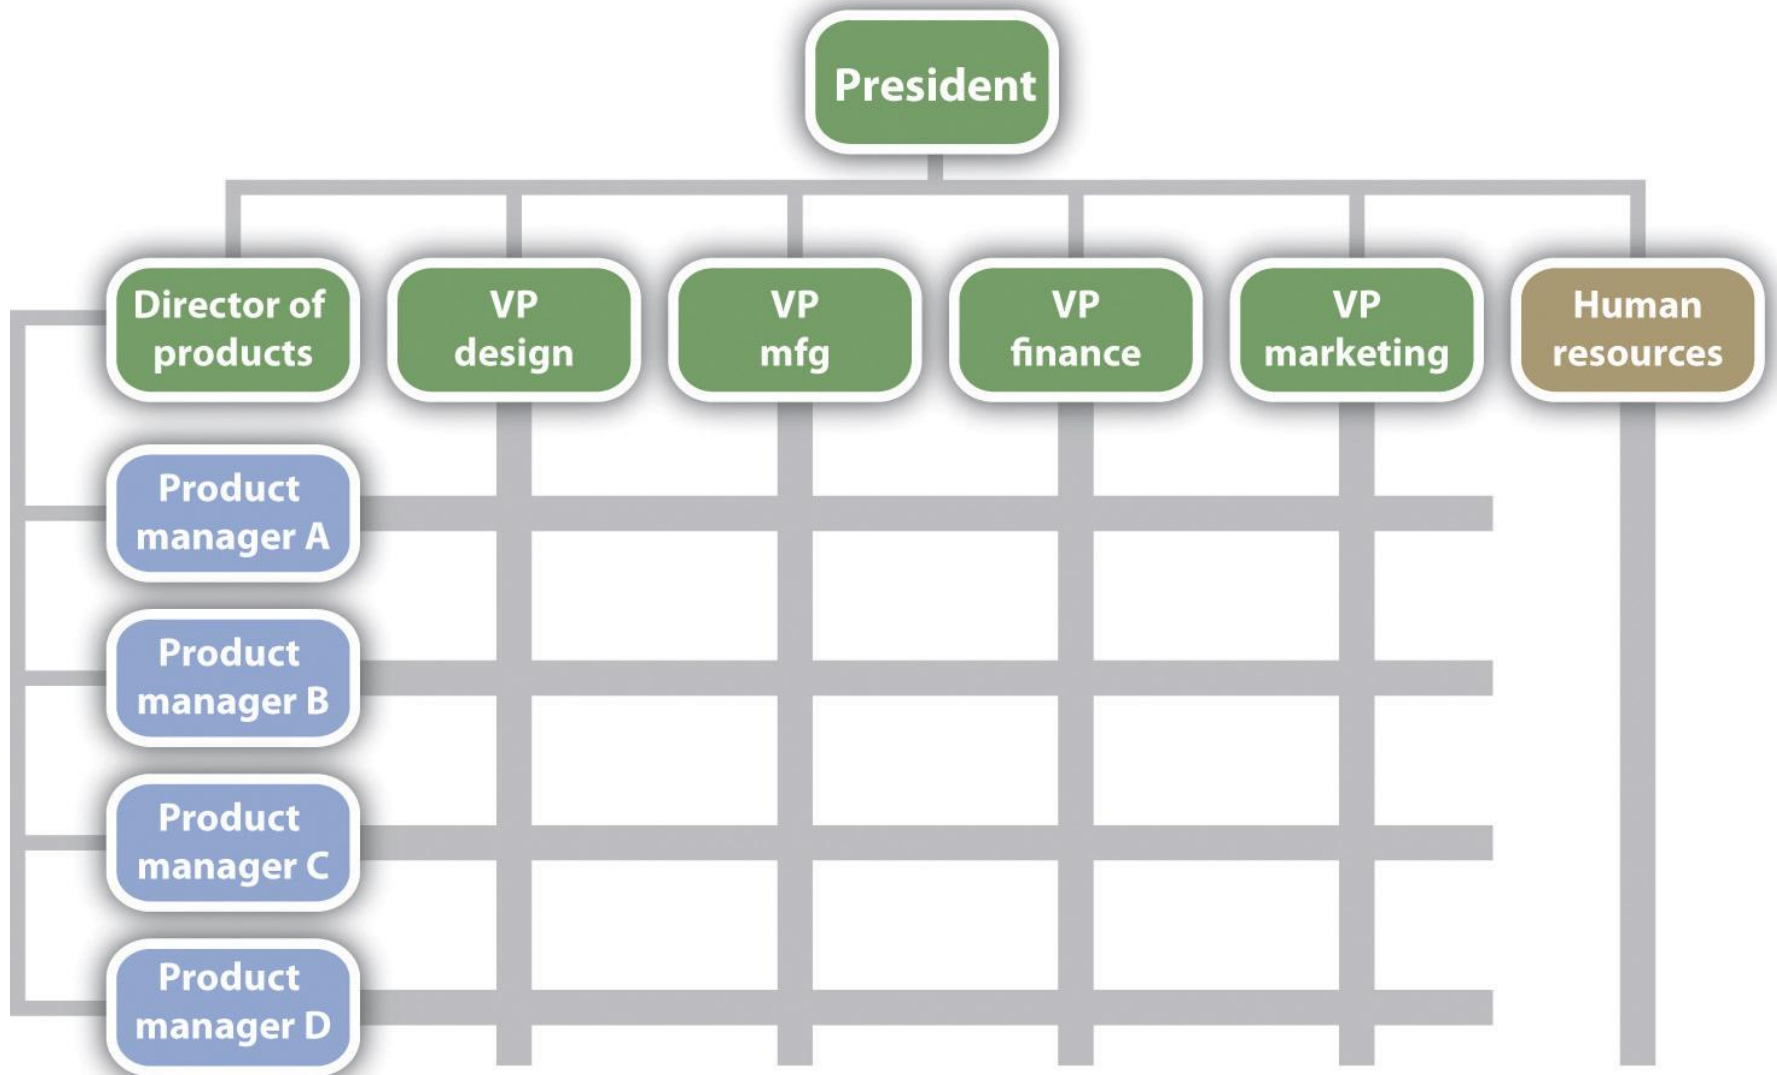 President
Director of
products
VP
design
VP
mfg
VP
finance
VP
marketing
Human
resources
Product
manager A
Product
manager B
Product
manager C
Product
manager D